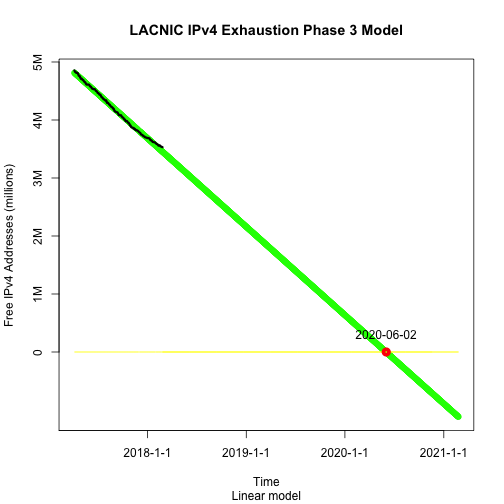 LACNIC IPv4 Exhaustion Phase 3 Model
Free IPv4 Addresses (millions)
5M
4M
3M
2M
1M
0
2020-06-02
2018-1-1
2019-1-1
2020-1-1
2021-1-1
Time
Linear model